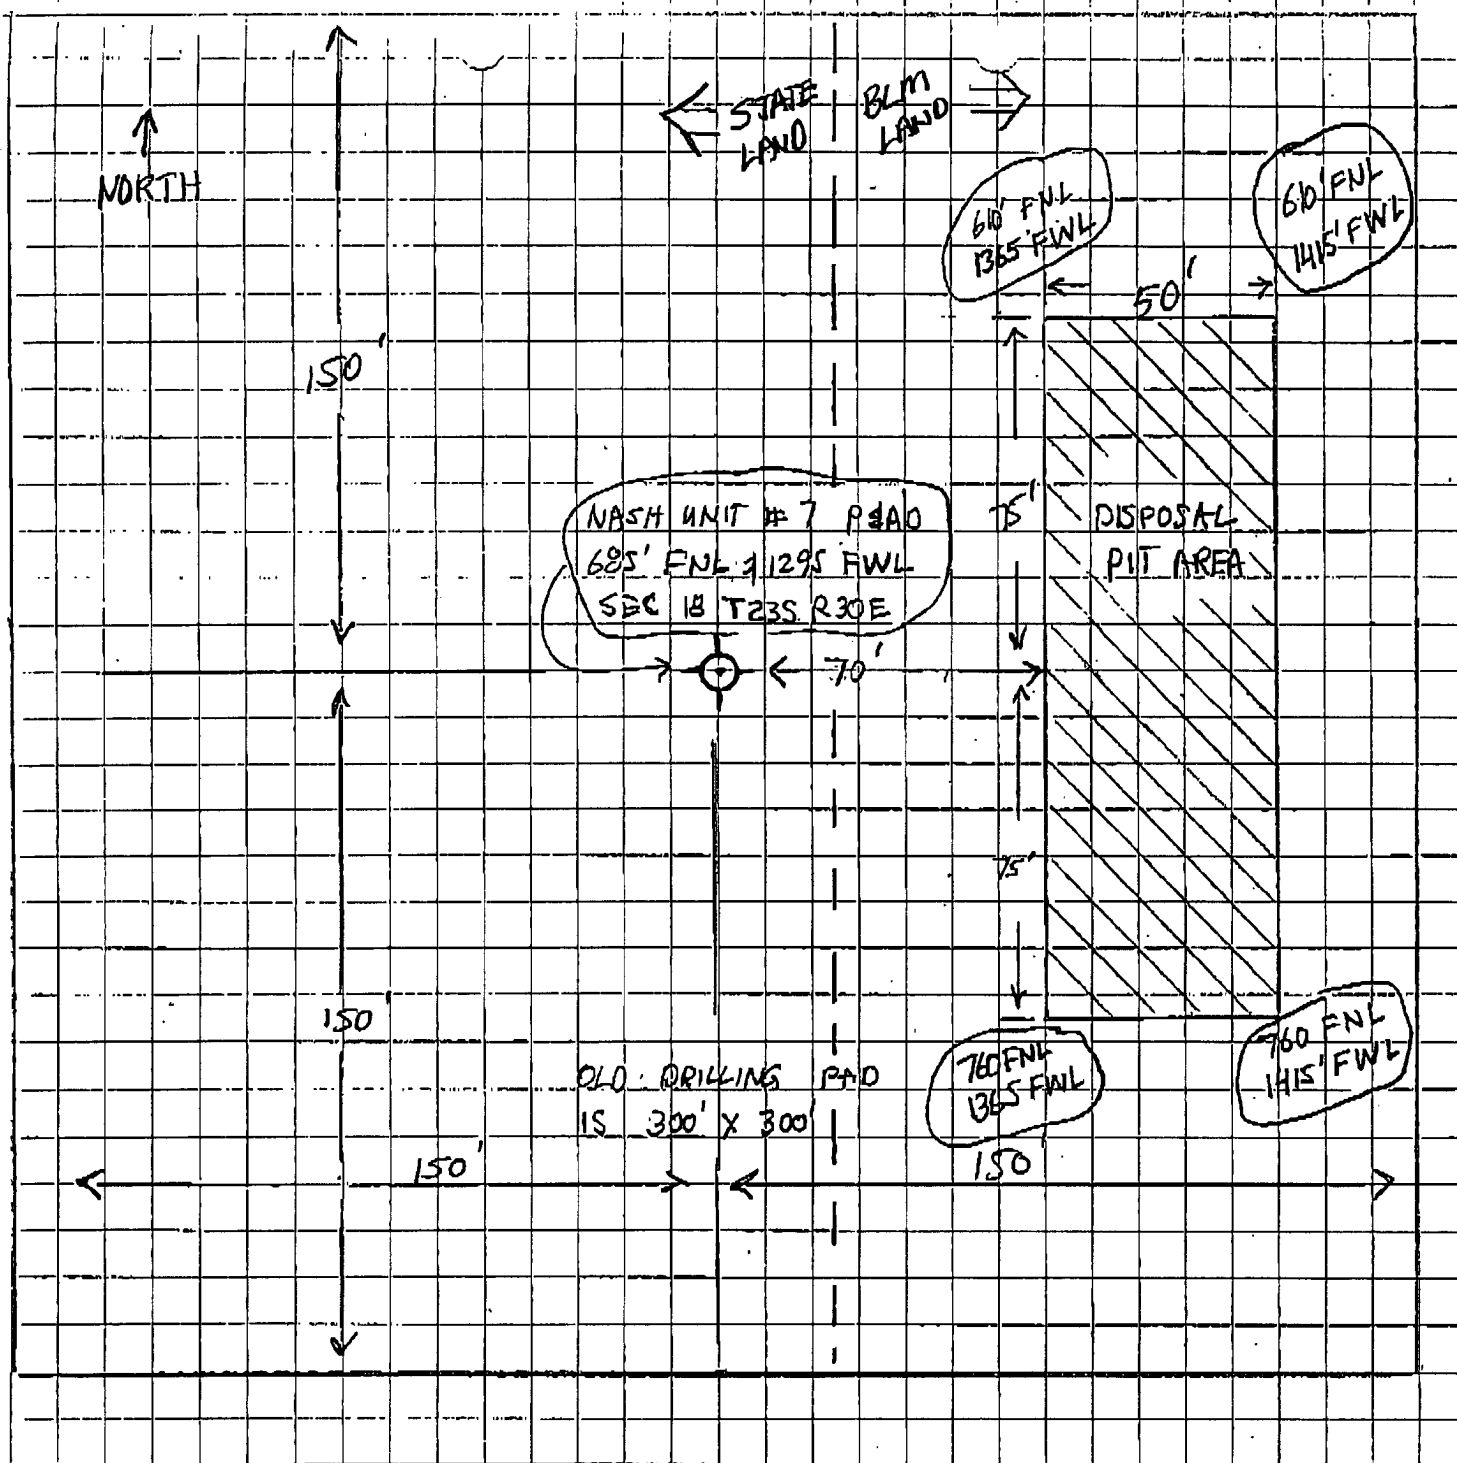 STATE
LAND
BLM
LAND
NORTH
610' FNL
1365' FWL
610' FNL
1415' FWL
50'
150'
NASH UNIT # 7 P&AD
685' FNL & 1295 FWL
SEC 18 T23S R30E
75'
DISPOSAL
PIT AREA
70'
75'
150'
760 FNL
1365 FWL
760 FNL
1415' FWL
OLD DRILLING PAD
IS 300' X 300'
150'
150